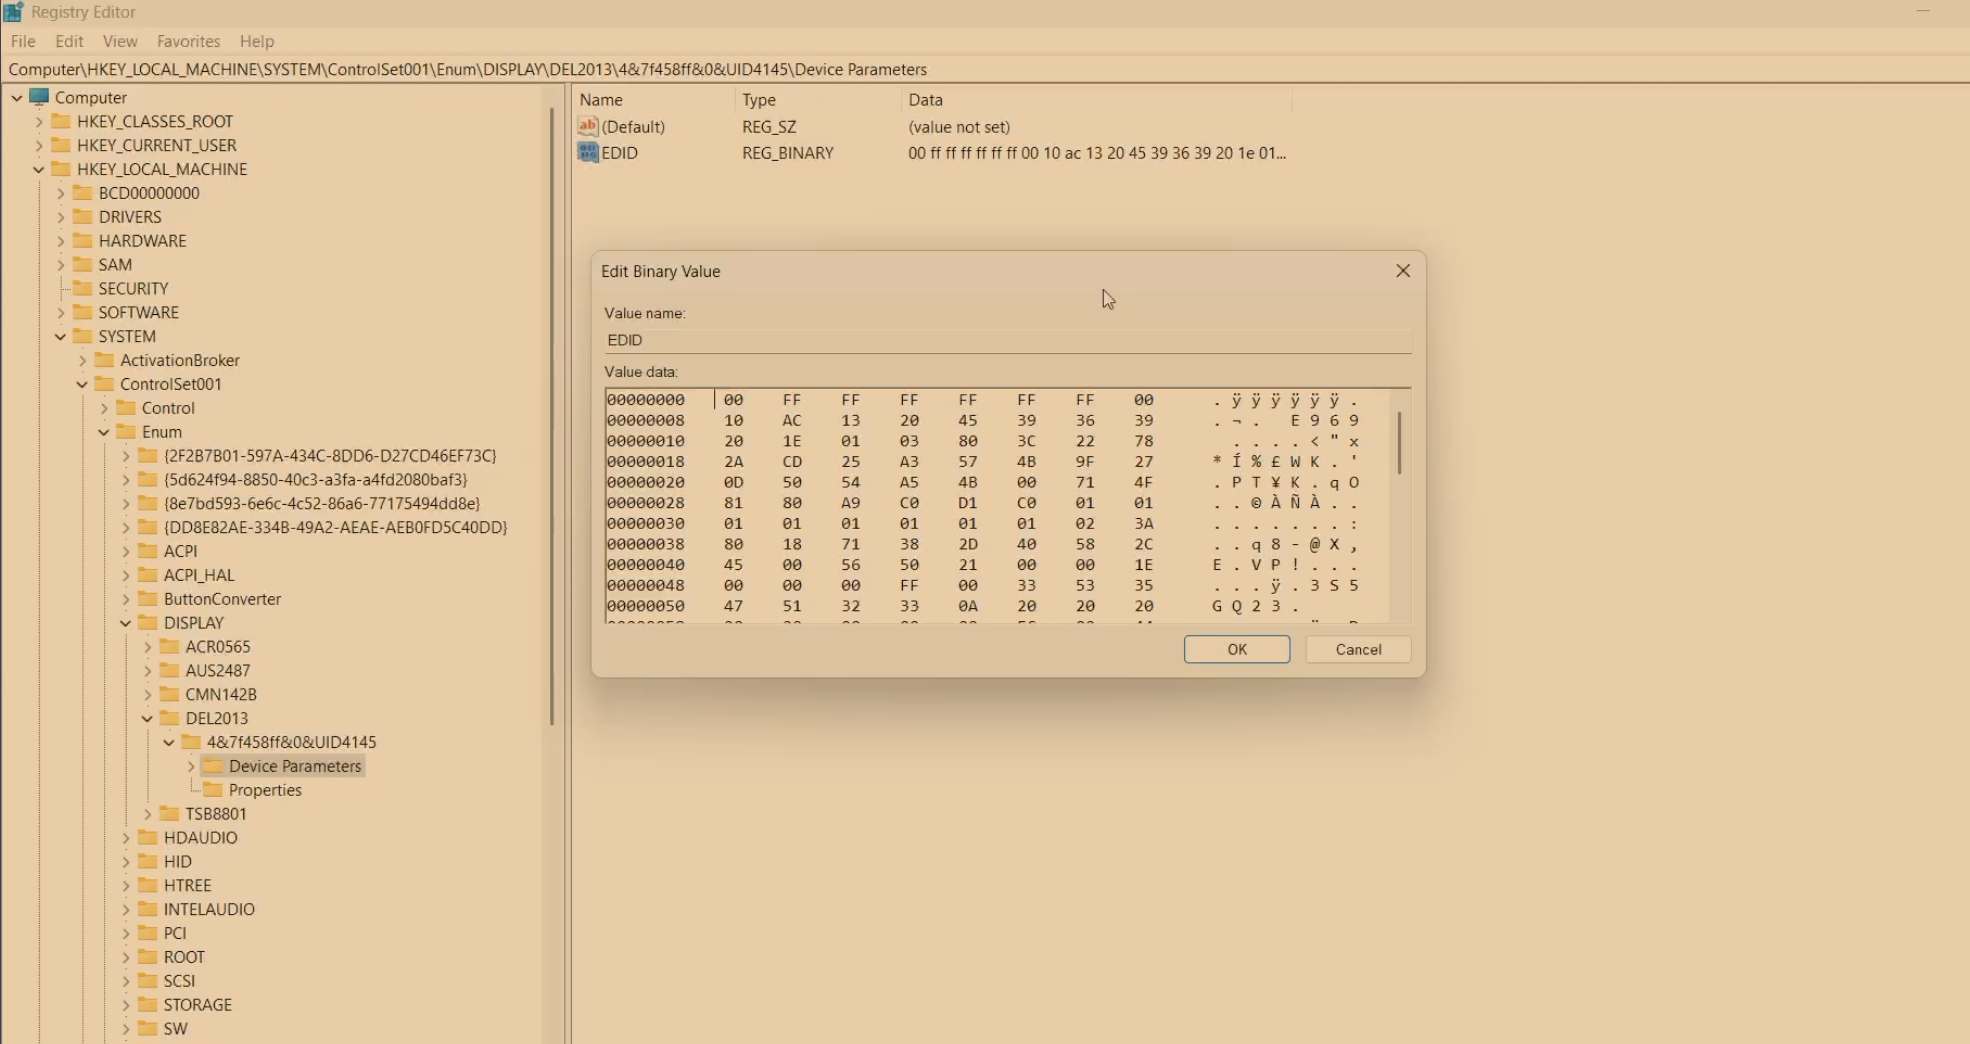 Registry Editor
File Edit View Favorites Help
Computer\HKEY_LOCAL_MACHINE\SYSTEM\ControlSet001\Enum\DISPLAY\DEL2013\4&7f458ff&0&UID4145\Device Parameters
Computer
HKEY_CLASSES_ROOT
HKEY_CURRENT_USER
HKEY_LOCAL_MACHINE
BCD00000000
DRIVERS
HARDWARE
SAM
SECURITY
SOFTWARE
SYSTEM
ActivationBroker
ControlSet001
Control
Enum
{2F2B7B01-597A-434C-8DD6-D27CD46EF73C}
{5d624f94-8850-40c3-a3fa-a4fd2080baf3}
{8e7bd593-6e6c-4c52-86a6-77175494dd8e}
{DD8E82AE-334B-49A2-AEAE-AEB0FD5C40DD}
ACPI
ACPI_HAL
ButtonConverter
DISPLAY
ACR0565
AUS2487
CMN142B
DEL2013
4&7f458ff&0&UID4145
Device Parameters
Properties
TSB8801
HDAUDIO
HID
HTREE
INTELAUDIO
PCI
ROOT
SCSI
STORAGE
SW
Name Type Data
(Default) REG_SZ (value not set)
EDID REG_BINARY 00 ff ff ff ff ff ff 00 10 ac 13 20 45 39 36 39 20 1e 01...
Edit Binary Value
Value name:
EDID
Value data:
00000000 00 FF FF FF FF FF FF 00 . ÿ ÿ ÿ ÿ ÿ ÿ .
00000008 10 AC 13 20 45 39 36 39 . ¬ . E 9 6 9
00000010 20 1E 01 03 80 3C 22 78 . . . . < " x
00000018 2A CD 25 A3 57 4B 9F 27 * Í % £ W K . '
00000020 0D 50 54 A5 4B 00 71 4F . P T ¥ K . q O
00000028 81 80 A9 C0 D1 C0 01 01 . . © À Ñ À . .
00000030 01 01 01 01 01 01 02 3A . . . . . . . :
00000038 80 18 71 38 2D 40 58 2C . . q 8 - @ X ,
00000040 45 00 56 50 21 00 00 1E E . V P ! . . .
00000048 00 00 00 FF 00 33 53 35 . . . ÿ . 3 S 5
00000050 47 51 32 33 0A 20 20 20 G Q 2 3 .
OK Cancel